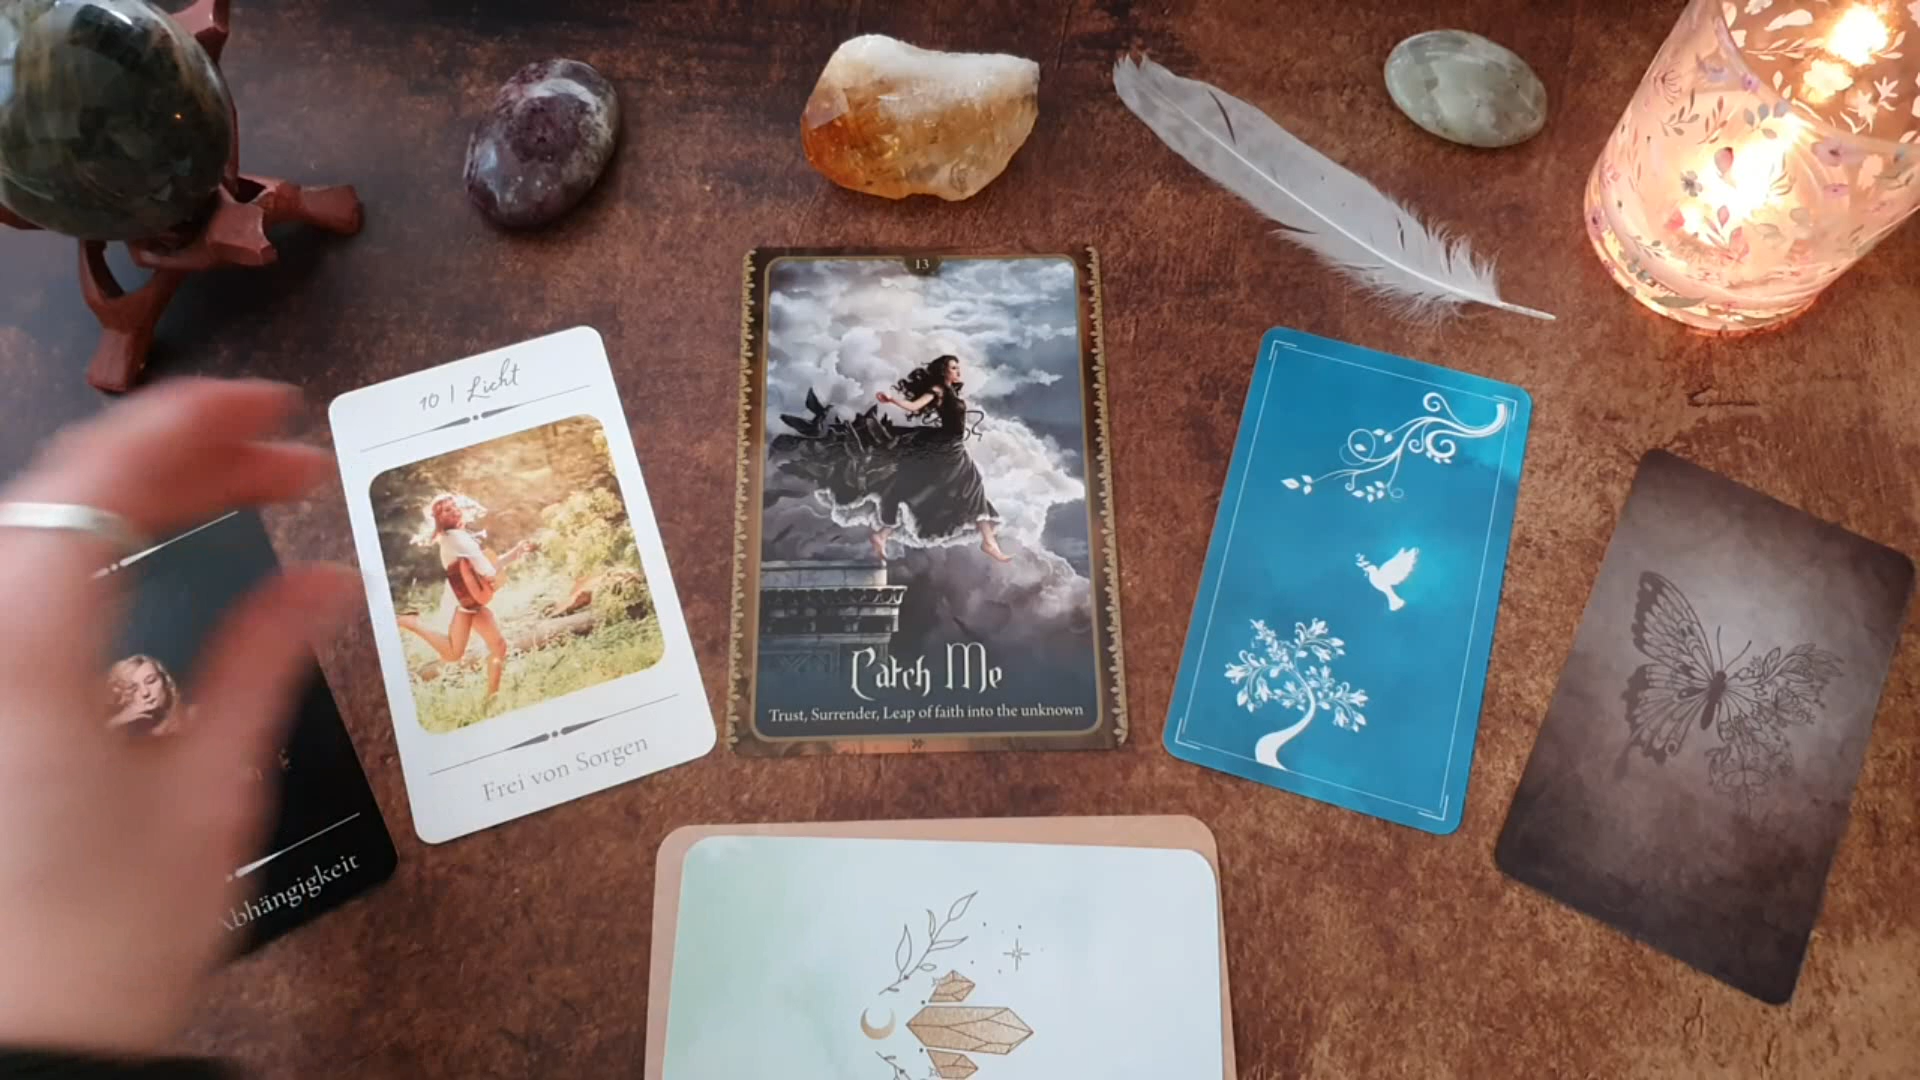 10 | Licht
Frei von Sorgen
Abhängigkeit
13
Catch Me
Trust, Surrender, Leap of faith into the unknown